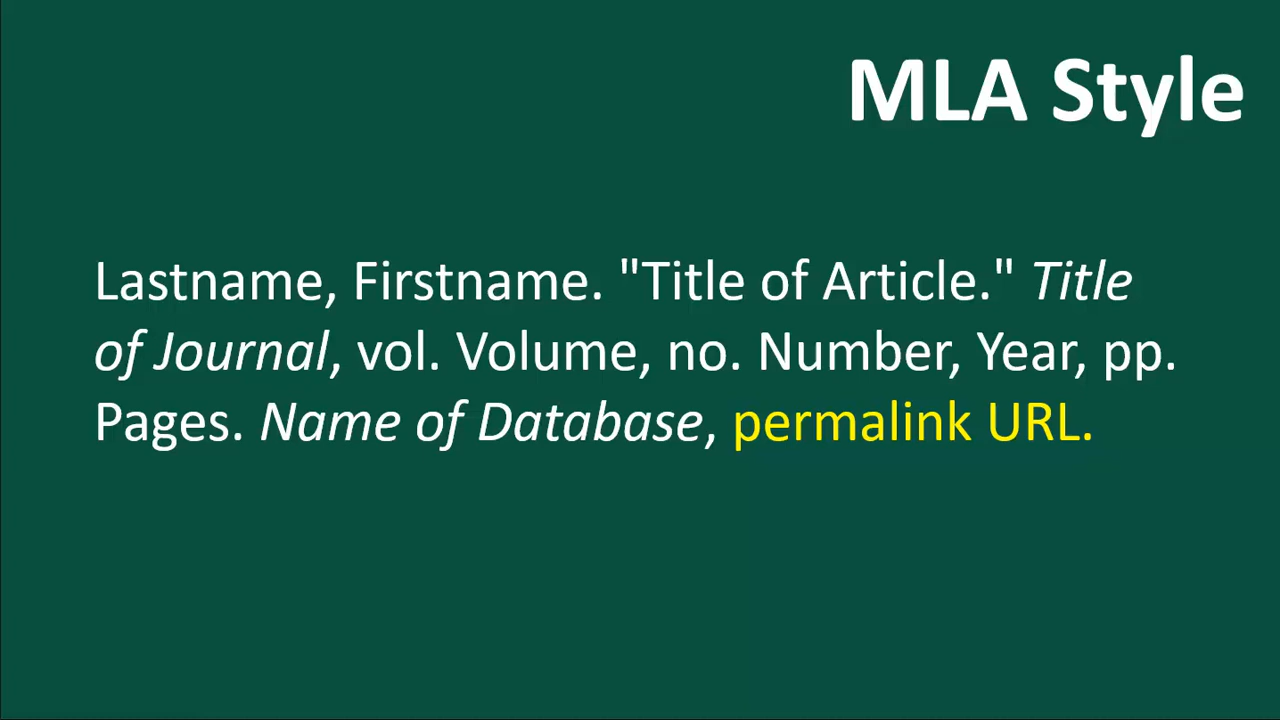 MLA Style
Lastname, Firstname. "Title of Article." Title
of Journal, vol. Volume, no. Number, Year, pp.
Pages. Name of Database, permalink URL.